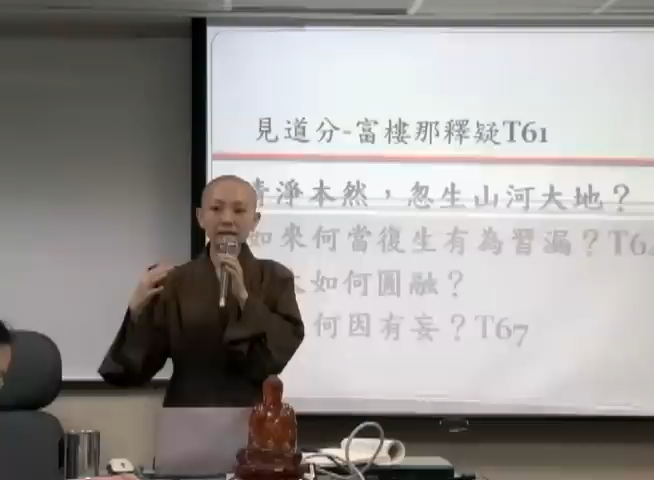 見道分-富樓那釋疑T61
清淨本然，忽生山河大地？
如來何當復生有為習漏？T6
如何圓融？
何因有妄？T67